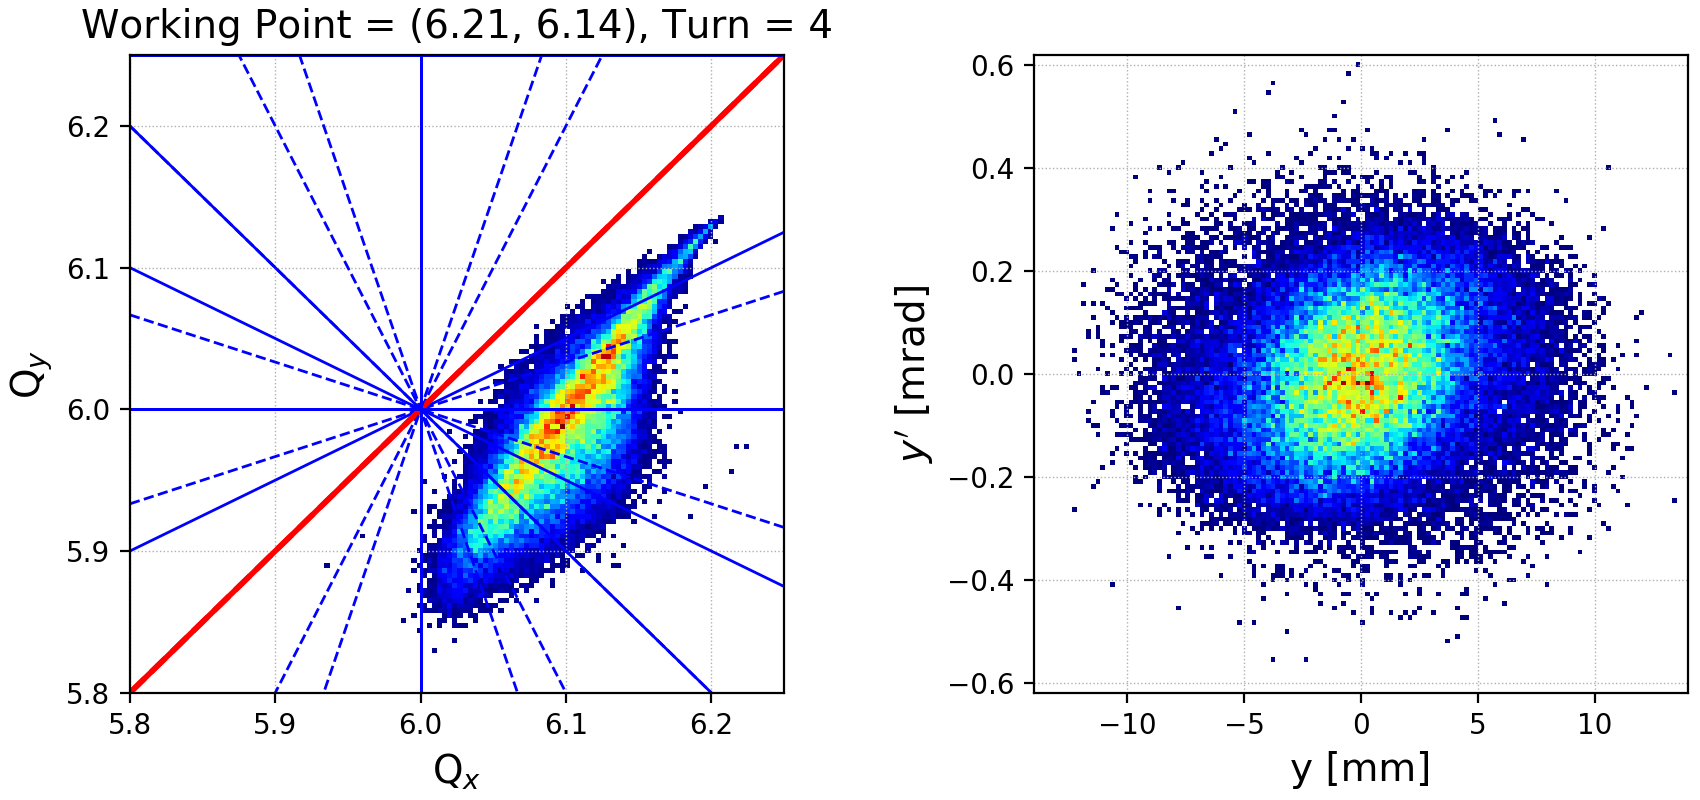 Working Point = (6.21, 6.14), Turn = 4
6.2
6.1
6.0
5.9
5.8
Q_y
5.8 5.9 6.0 6.1 6.2
Q_x
0.6
0.4
0.2
0.0
−0.2
−0.4
−0.6
y′ [mrad]
−10 −5 0 5 10
y [mm]